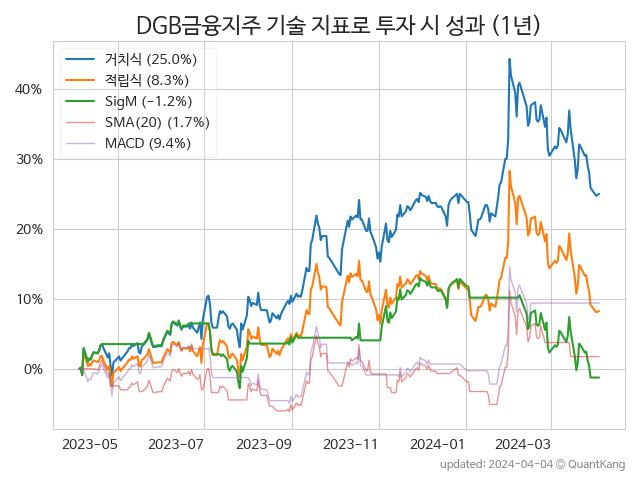 DGB금융지주 기술 지표로 투자 시 성과 (1년)
거치식 (25.0%)
적립식 (8.3%)
SigM (−1.2%)
SMA(20) (1.7%)
MACD (9.4%)
40%
30%
20%
10%
0%
2023-05 2023-07 2023-09 2023-11 2024-01 2024-03
updated: 2024-04-04 © QuantKang